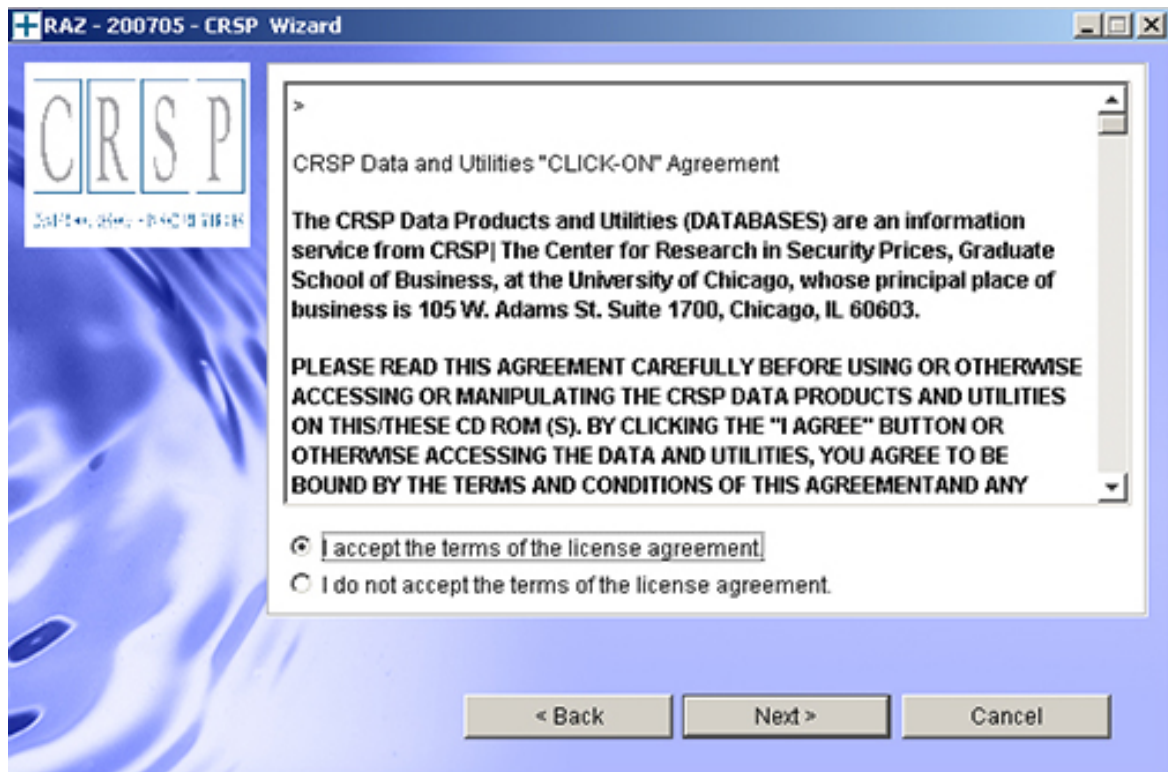 RAZ - 200705 - CRSP Wizard
CRSP
>
CRSP Data and Utilities "CLICK-ON" Agreement
The CRSP Data Products and Utilities (DATABASES) are an information
service from CRSP| The Center for Research in Security Prices, Graduate
School of Business, at the University of Chicago, whose principal place of
business is 105 W. Adams St. Suite 1700, Chicago, IL 60603.
PLEASE READ THIS AGREEMENT CAREFULLY BEFORE USING OR OTHERWISE
ACCESSING OR MANIPULATING THE CRSP DATA PRODUCTS AND UTILITIES
ON THIS/THESE CD ROM (S). BY CLICKING THE "I AGREE" BUTTON OR
OTHERWISE ACCESSING THE DATA AND UTILITIES, YOU AGREE TO BE
BOUND BY THE TERMS AND CONDITIONS OF THIS AGREEMENTAND ANY
I accept the terms of the license agreement.
I do not accept the terms of the license agreement.
< Back
Next >
Cancel